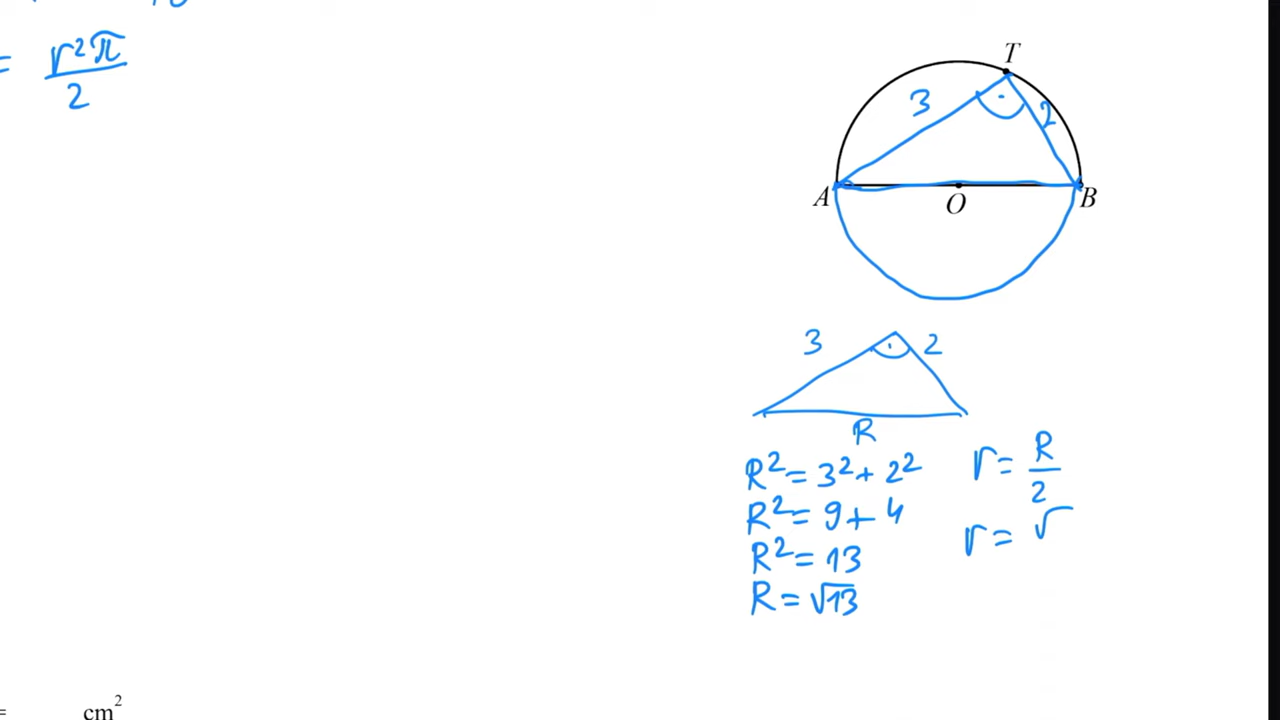 = r²π/2
T
3
2
A
O
B
3
2
R
R² = 3² + 2²
R² = 9 + 4
R² = 13
R = √13
r = R/2
r = √
= cm²